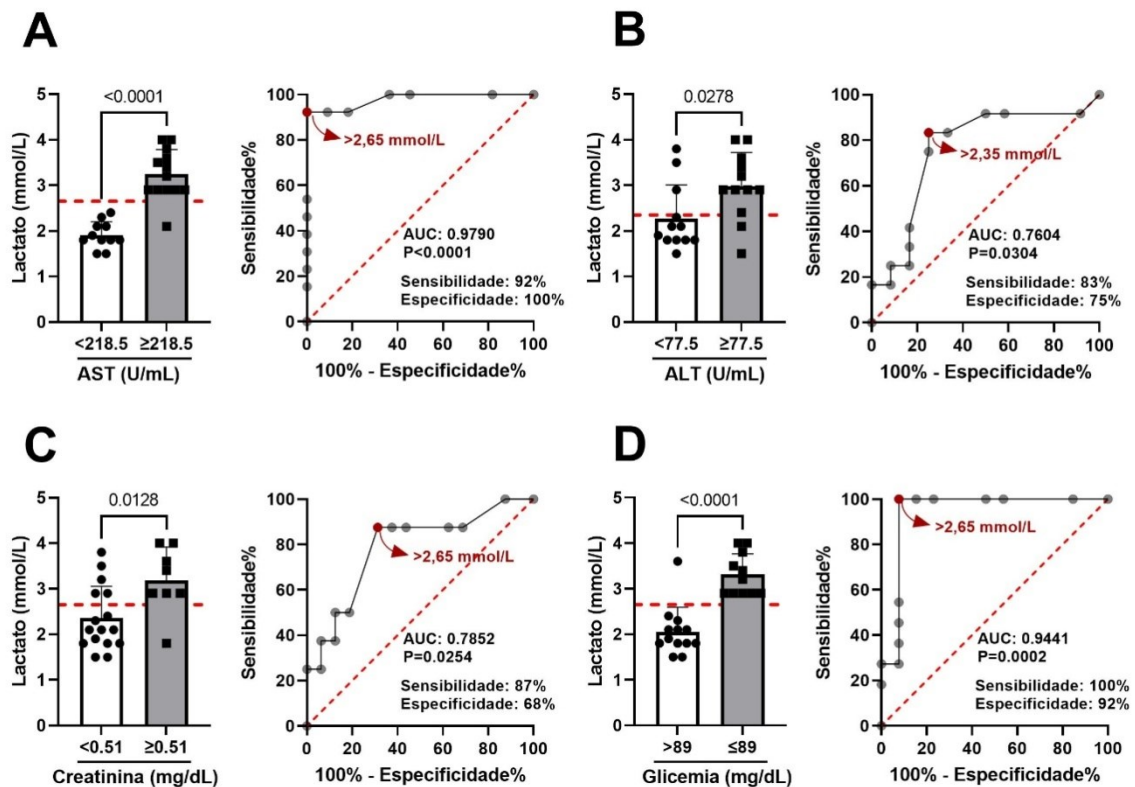 A
<0.0001
Lactato (mmol/L)
5
4
3
2
1
0
<218.5 ≥218.5
AST (U/mL)
Sensibilidade%
100
80
60
40
20
0
>2,65 mmol/L
AUC: 0.9790
P<0.0001
Sensibilidade: 92%
Especificidade: 100%
0 20 40 60 80 100
100% - Especificidade%
B
0.0278
Lactato (mmol/L)
5
4
3
2
1
0
<77.5 ≥77.5
ALT (U/mL)
Sensibilidade%
100
80
60
40
20
0
>2,35 mmol/L
AUC: 0.7604
P=0.0304
Sensibilidade: 83%
Especificidade: 75%
0 20 40 60 80 100
100% - Especificidade%
C
0.0128
Lactato (mmol/L)
5
4
3
2
1
0
<0.51 ≥0.51
Creatinina (mg/dL)
Sensibilidade%
100
80
60
40
20
0
>2,65 mmol/L
AUC: 0.7852
P=0.0254
Sensibilidade: 87%
Especificidade: 68%
0 20 40 60 80 100
100% - Especificidade%
D
<0.0001
Lactato (mmol/L)
5
4
3
2
1
0
>89 ≤89
Glicemia (mg/dL)
Sensibilidade%
100
80
60
40
20
0
>2,65 mmol/L
AUC: 0.9441
P=0.0002
Sensibilidade: 100%
Especificidade: 92%
0 20 40 60 80 100
100% - Especificidade%